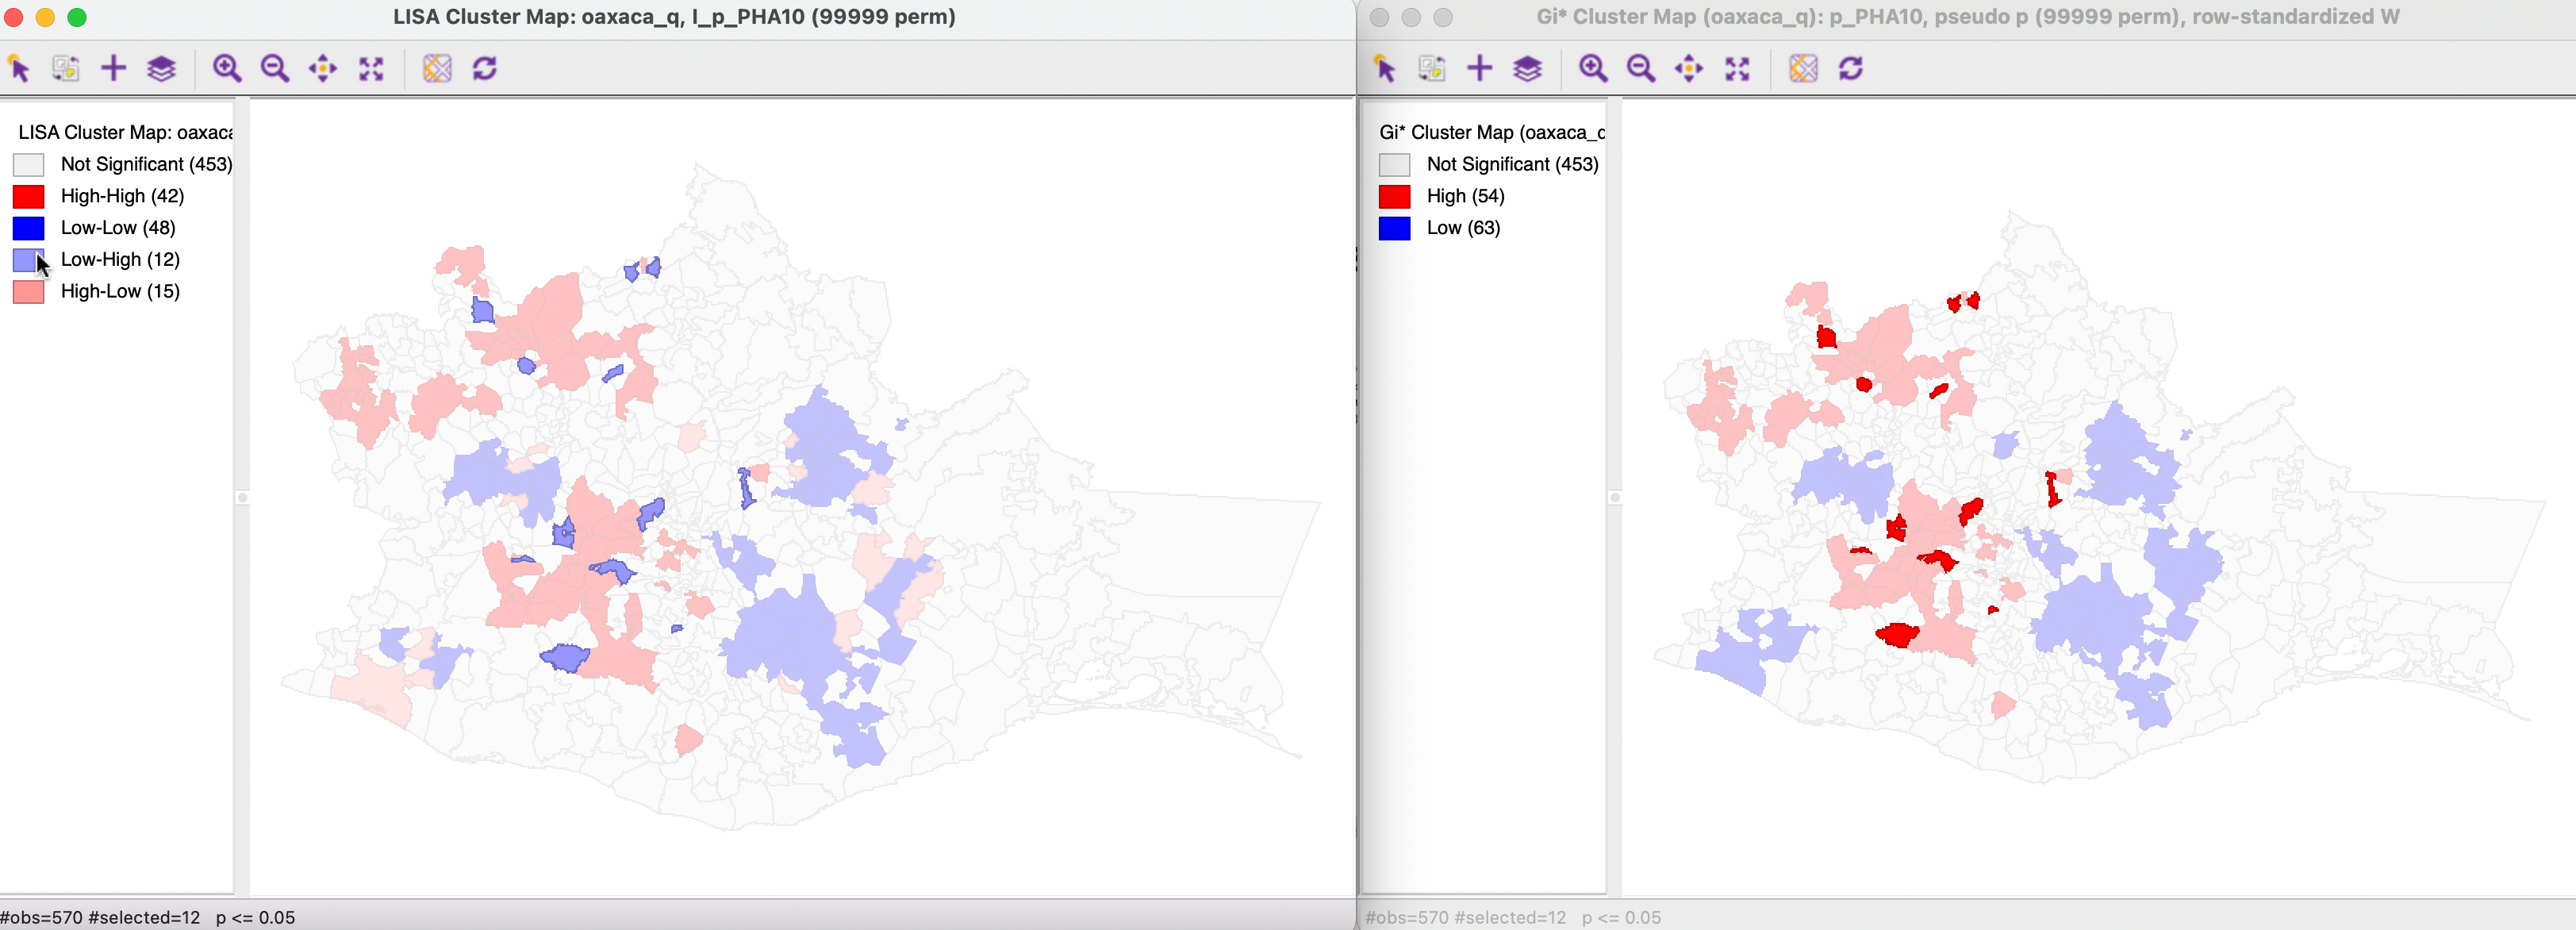 LISA Cluster Map: oaxaca_q, I_p_PHA10 (99999 perm)
LISA Cluster Map: oaxaca
Not Significant (453)
High-High (42)
Low-Low (48)
Low-High (12)
High-Low (15)
#obs=570 #selected=12 p <= 0.05
Gi* Cluster Map (oaxaca_q): p_PHA10, pseudo p (99999 perm), row-standardized W
Gi* Cluster Map (oaxaca_q
Not Significant (453)
High (54)
Low (63)
#obs=570 #selected=12 p <= 0.05